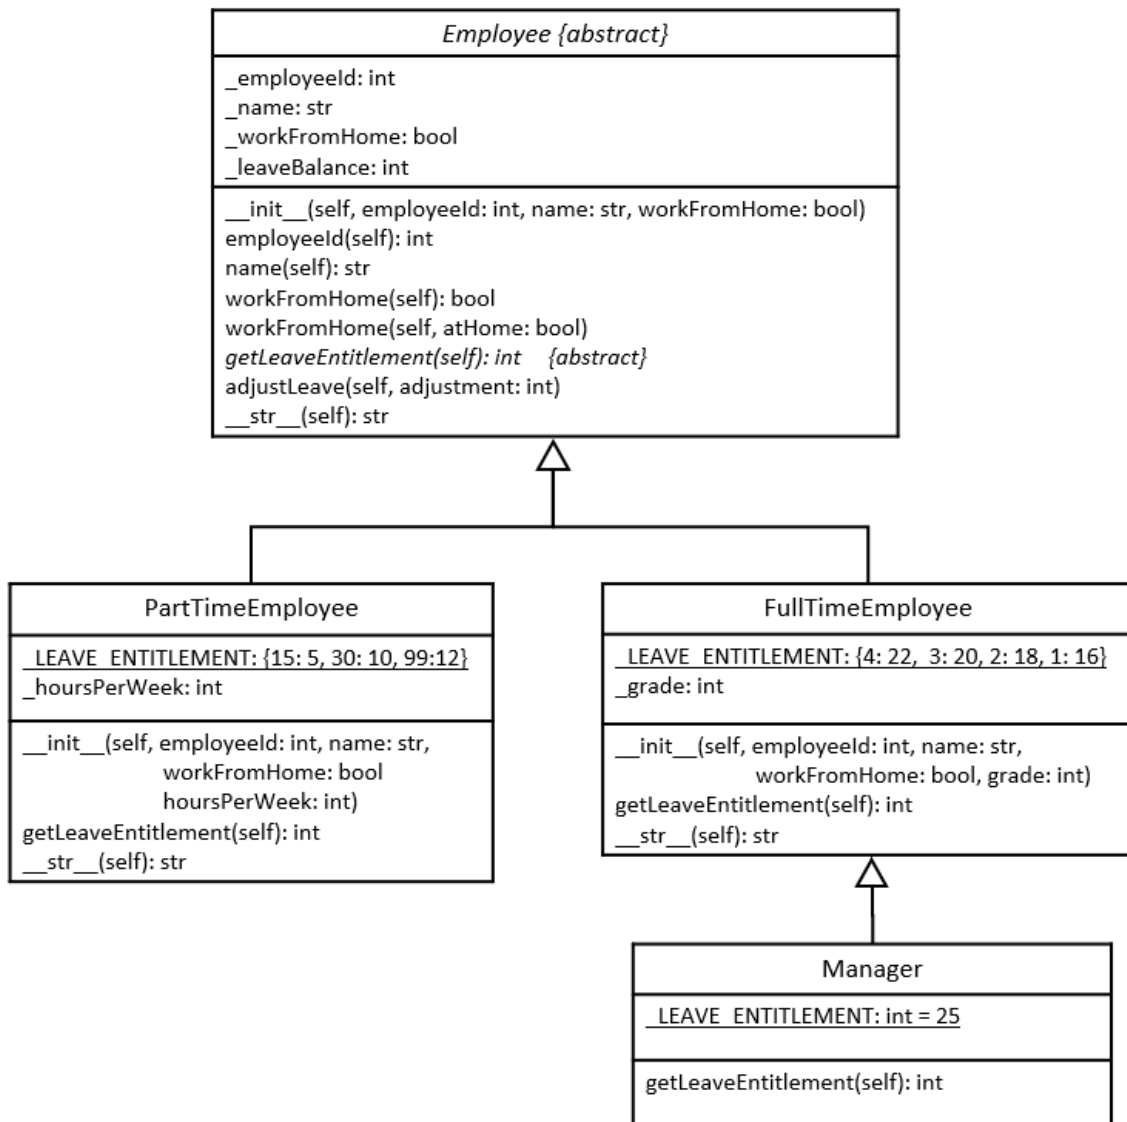 Employee {abstract}
_employeeId: int
_name: str
_workFromHome: bool
_leaveBalance: int
__init__(self, employeeId: int, name: str, workFromHome: bool)
employeeId(self): int
name(self): str
workFromHome(self): bool
workFromHome(self, atHome: bool)
getLeaveEntitlement(self): int {abstract}
adjustLeave(self, adjustment: int)
__str__(self): str
PartTimeEmployee
_LEAVE_ENTITLEMENT: {15: 5, 30: 10, 99:12}
_hoursPerWeek: int
__init__(self, employeeId: int, name: str,
workFromHome: bool
hoursPerWeek: int)
getLeaveEntitlement(self): int
__str__(self): str
FullTimeEmployee
_LEAVE_ENTITLEMENT: {4: 22, 3: 20, 2: 18, 1: 16}
_grade: int
__init__(self, employeeId: int, name: str,
workFromHome: bool, grade: int)
getLeaveEntitlement(self): int
__str__(self): str
Manager
_LEAVE_ENTITLEMENT: int = 25
getLeaveEntitlement(self): int